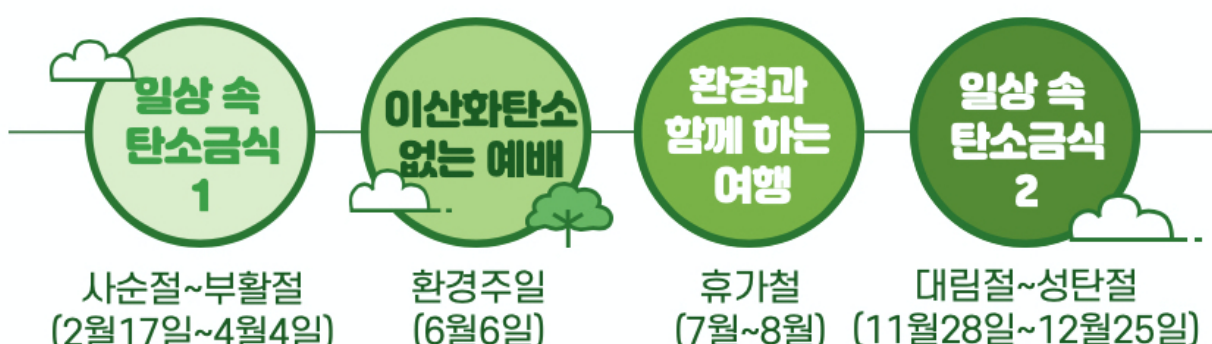 일상 속
탄소금식
1
이산화탄소
없는 예배
환경과
함께 하는
여행
일상 속
탄소금식
2
사순절~부활절
(2월17일~4월4일)
환경주일
(6월6일)
휴가철
(7월~8월)
대림절~성탄절
(11월28일~12월25일)